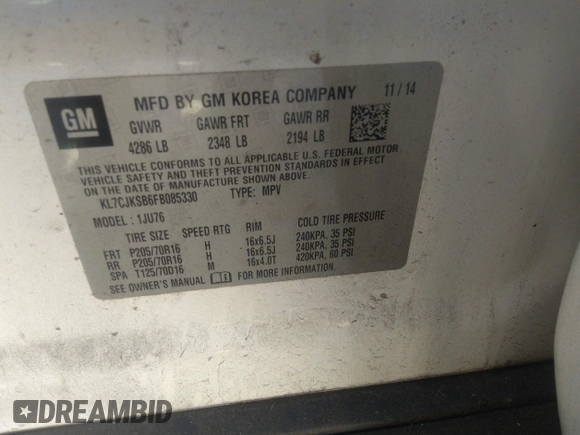 GM
MFD BY GM KOREA COMPANY 11/14
GVWR GAWR FRT GAWR RR
4286 LB 2348 LB 2194 LB
THIS VEHICLE CONFORMS TO ALL APPLICABLE U.S. FEDERAL MOTOR
VEHICLE SAFETY AND THEFT PREVENTION STANDARDS IN EFFECT
ON THE DATE OF MANUFACTURE SHOWN ABOVE.
KL7CJKSB6FB085330 TYPE: MPV
MODEL: 1JU76
TIRE SIZE SPEED RTG RIM COLD TIRE PRESSURE
FRT P205/70R16 H 16x6.5J 240KPA, 35 PSI
RR P205/70R16 H 16x6.5J 240KPA, 35 PSI
SPA T125/70D16 M 16x4.0T 420KPA, 60 PSI
SEE OWNER'S MANUAL FOR MORE INFORMATION.
DREAMBID